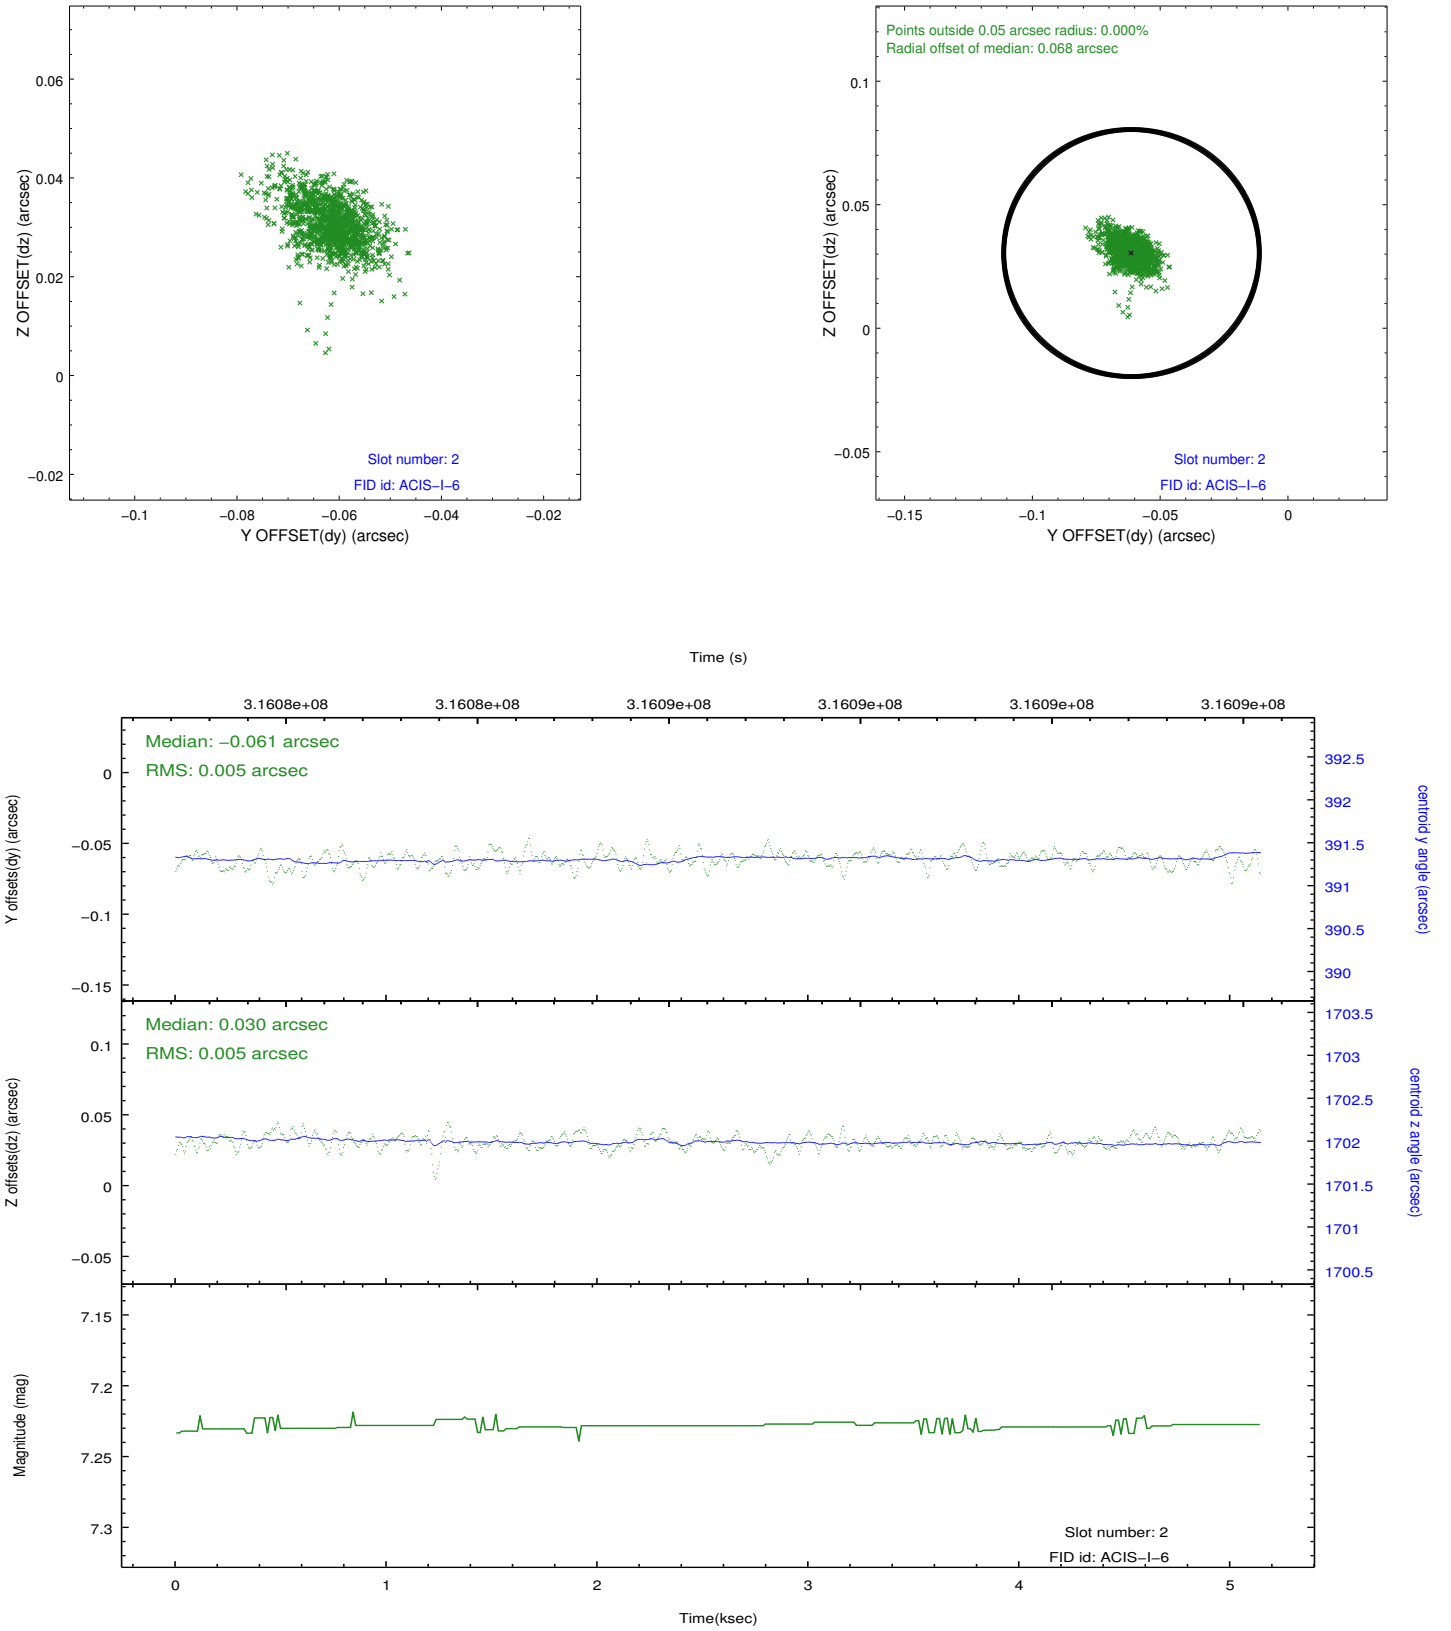 0.06
0.04
0.02
0
−0.02
Z OFFSET(dz) (arcsec)
Slot number: 2
FID id: ACIS−I−6
−0.1
−0.08
−0.06
−0.04
−0.02
Y OFFSET(dy) (arcsec)
Points outside 0.05 arcsec radius: 0.000%
Radial offset of median: 0.068 arcsec
0.1
0.05
0
−0.05
Z OFFSET(dz) (arcsec)
Slot number: 2
FID id: ACIS−I−6
−0.15
−0.1
−0.05
0
Y OFFSET(dy) (arcsec)
Time (s)
3.1608e+08
3.1608e+08
3.1609e+08
3.1609e+08
3.1609e+08
3.1609e+08
Median: −0.061 arcsec
RMS: 0.005 arcsec
0
−0.05
−0.1
−0.15
Y offsets(dy) (arcsec)
392.5
392
391.5
391
390.5
390
centroid y angle (arcsec)
Median: 0.030 arcsec
RMS: 0.005 arcsec
0.1
0.05
0
−0.05
Z offsets(dz) (arcsec)
1703.5
1703
1702.5
1702
1701.5
1701
1700.5
centroid z angle (arcsec)
7.15
7.2
7.25
7.3
Magnitude (mag)
Slot number: 2
FID id: ACIS−I−6
0
1
2
3
4
5
Time(ksec)